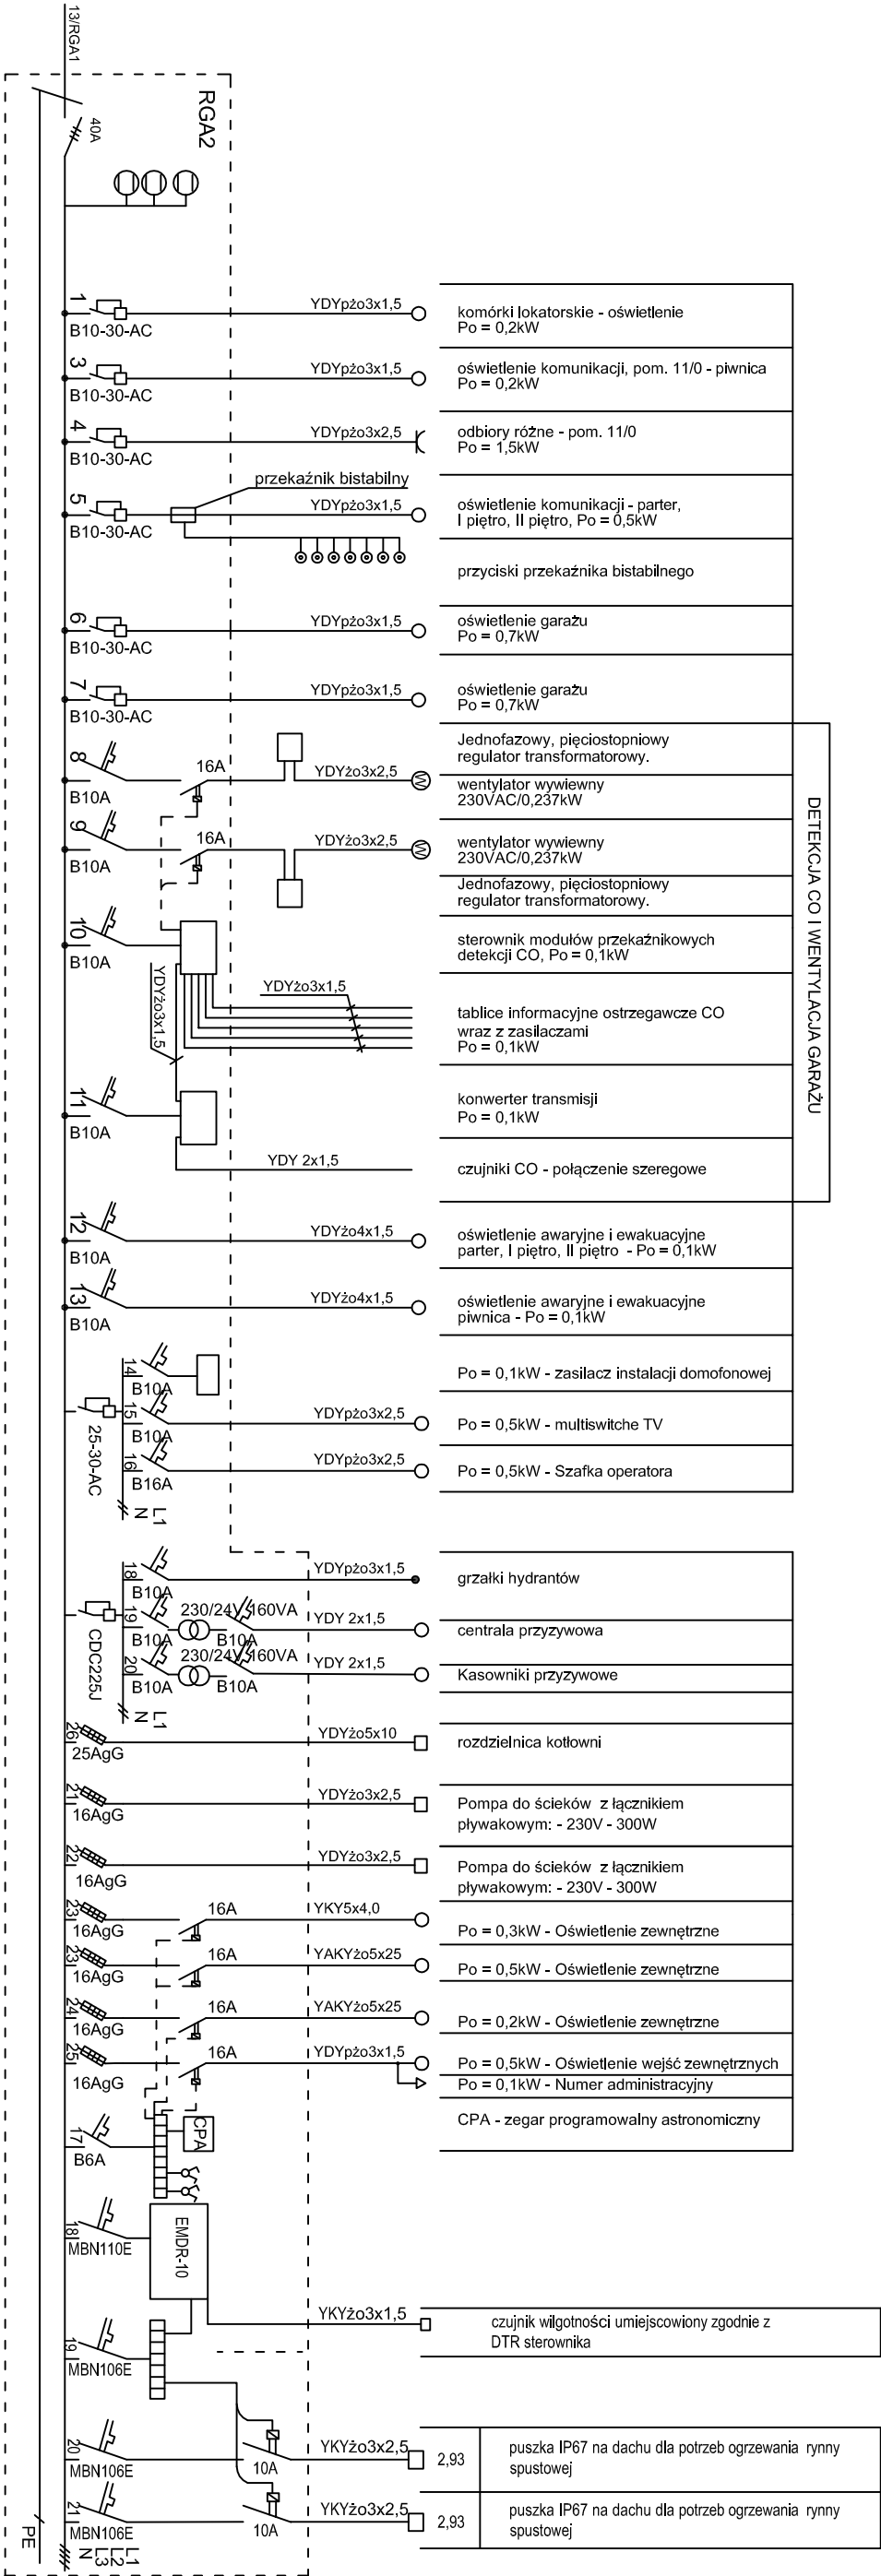 13/RGA1
RGA2
40A
1
B10-30-AC
YDYpżo3x1,5
komórki lokatorskie - oświetlenie
Po = 0,2kW
3
B10-30-AC
YDYpżo3x1,5
oświetlenie komunikacji, pom. 11/0 - piwnica
Po = 0,2kW
4
B10-30-AC
YDYpżo3x2,5
odbiory różne - pom. 11/0
Po = 1,5kW
przekaźnik bistabilny
5
B10-30-AC
YDYpżo3x1,5
oświetlenie komunikacji - parter,
I piętro, II piętro, Po = 0,5kW
przyciski przekaźnika bistabilnego
6
B10-30-AC
YDYpżo3x1,5
oświetlenie garażu
Po = 0,7kW
7
B10-30-AC
YDYpżo3x1,5
oświetlenie garażu
Po = 0,7kW
DETEKCJA CO I WENTYLACJA GARAŻU
Jednofazowy, pięciostopniowy
regulator transformatorowy.
8
B10A
16A
YDYżo3x2,5
W
wentylator wywiewny
230VAC/0,237kW
9
B10A
16A
YDYżo3x2,5
W
wentylator wywiewny
230VAC/0,237kW
Jednofazowy, pięciostopniowy
regulator transformatorowy.
10
B10A
sterownik modułów przekaźnikowych
detekcji CO, Po = 0,1kW
YDYżo3x1,5
YDYżo3x1,5
tablice informacyjne ostrzegawcze CO
wraz z zasilaczami
Po = 0,1kW
11
B10A
konwerter transmisji
Po = 0,1kW
YDY 2x1,5
czujniki CO - połączenie szeregowe
12
B10A
YDYżo4x1,5
oświetlenie awaryjne i ewakuacyjne
parter, I piętro, II piętro - Po = 0,1kW
13
B10A
YDYżo4x1,5
oświetlenie awaryjne i ewakuacyjne
piwnica - Po = 0,1kW
14
B10A
Po = 0,1kW - zasilacz instalacji domofonowej
25-30-AC
15
B10A
YDYpżo3x2,5
Po = 0,5kW - multiswitche TV
16
B16A
YDYpżo3x2,5
Po = 0,5kW - Szafka operatora
L1
N
18
B10A
YDYpżo3x1,5
grzałki hydrantów
CDC225J
19
B10A
230/24V 160VA
B10A
YDY 2x1,5
centrala przyzywowa
20
B10A
230/24V 160VA
B10A
YDY 2x1,5
Kasowniki przyzywowe
L1
N
26
25AgG
YDYżo5x10
rozdzielnica kotłowni
21
16AgG
YDYżo3x2,5
Pompa do ścieków z łącznikiem
pływakowym: - 230V - 300W
22
16AgG
YDYżo3x2,5
Pompa do ścieków z łącznikiem
pływakowym: - 230V - 300W
23
16AgG
16A
YKY5x4,0
Po = 0,3kW - Oświetlenie zewnętrzne
23
16AgG
16A
YAKYżo5x25
Po = 0,5kW - Oświetlenie zewnętrzne
24
16AgG
16A
YAKYżo5x25
Po = 0,2kW - Oświetlenie zewnętrzne
25
16AgG
16A
YDYpżo3x1,5
Po = 0,5kW - Oświetlenie wejść zewnętrznych
Po = 0,1kW - Numer administracyjny
17
B6A
CPA
CPA - zegar programowalny astronomiczny
18
MBN110E
EMDR-10
YKYżo3x1,5
czujnik wilgotności umiejscowiony zgodnie z
DTR sterownika
19
MBN106E
20
MBN106E
10A
YKYżo3x2,5
2,93
puszka IP67 na dachu dla potrzeb ogrzewania rynny
spustowej
21
MBN106E
10A
YKYżo3x2,5
2,93
puszka IP67 na dachu dla potrzeb ogrzewania rynny
spustowej
PE
L1
L2
L3
N